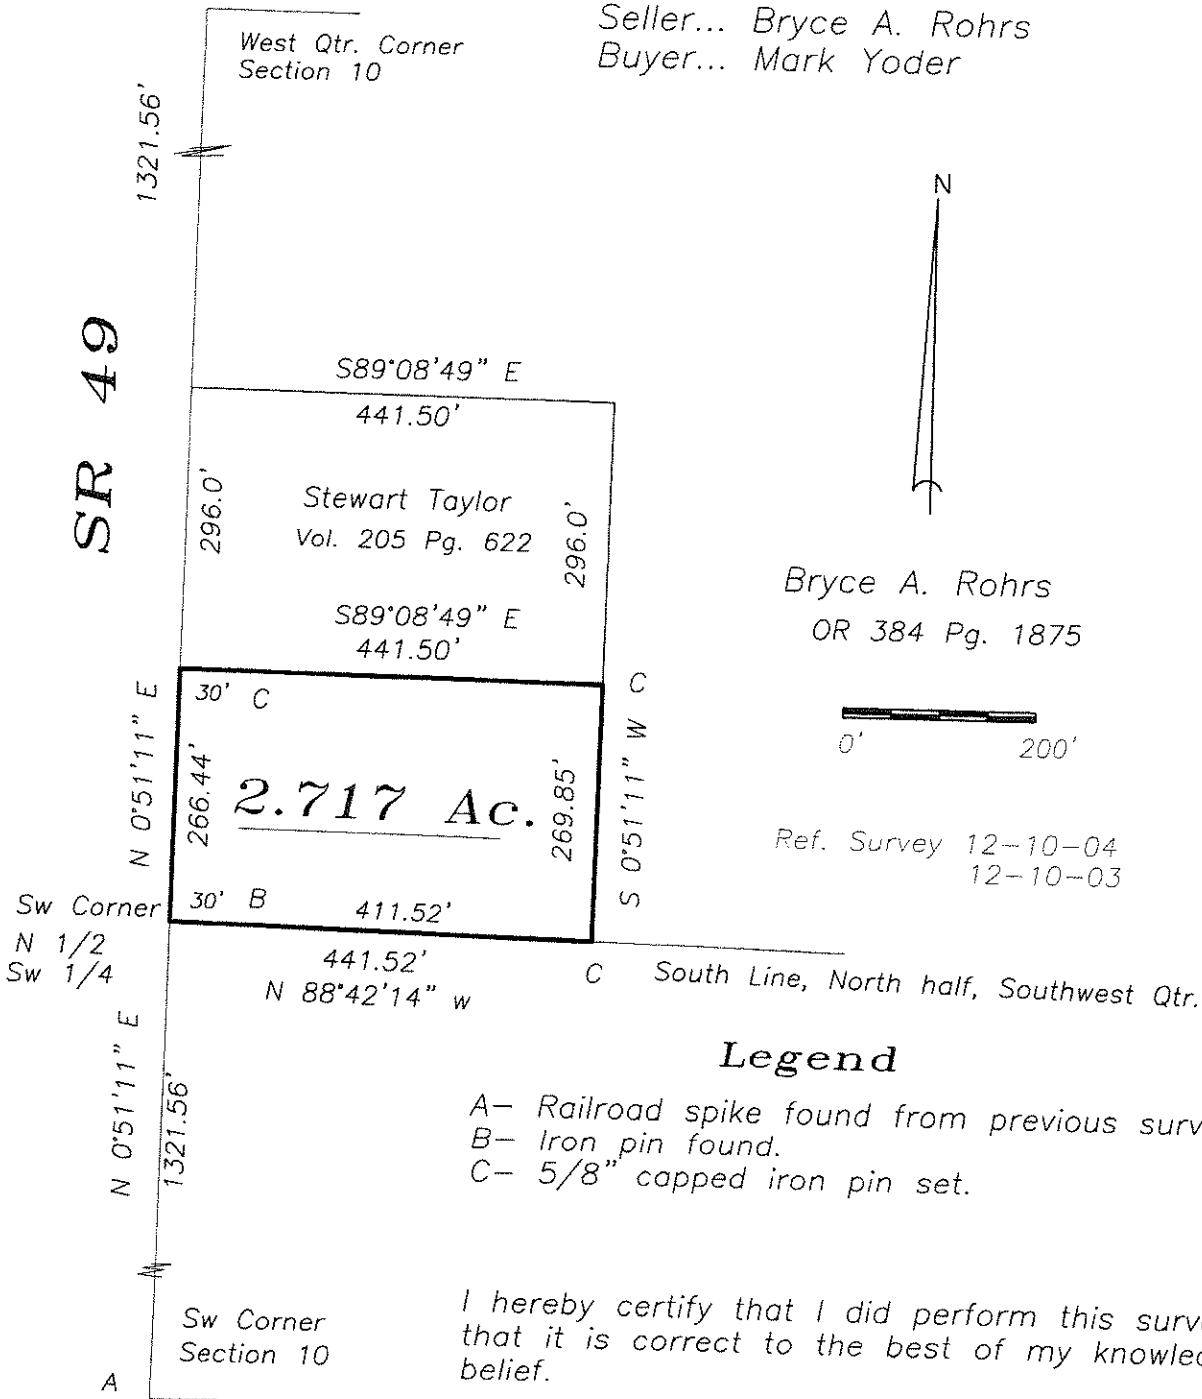 Seller... Bryce A. Rohrs
Buyer... Mark Yoder
West Qtr. Corner
Section 10
1321.56'
N
SR 49
S89°08'49" E
441.50'
296.0'
Stewart Taylor
Vol. 205 Pg. 622
296.0'
S89°08'49" E
441.50'
Bryce A. Rohrs
OR 384 Pg. 1875
0' 200'
Ref. Survey 12-10-04
12-10-03
N 0°51'11" E
30' C
C
266.44'
2.717 Ac.
269.85'
S 0°51'11" W
30' B 411.52'
Sw Corner
N 1/2
Sw 1/4
441.52'
N 88°42'14" w
C South Line, North half, Southwest Qtr.
N 0°51'11" E
1321.56'
Legend
A- Railroad spike found from previous surv
B- Iron pin found.
C- 5/8" capped iron pin set.
Sw Corner
Section 10
A
I hereby certify that I did perform this surv
that it is correct to the best of my knowled
belief.